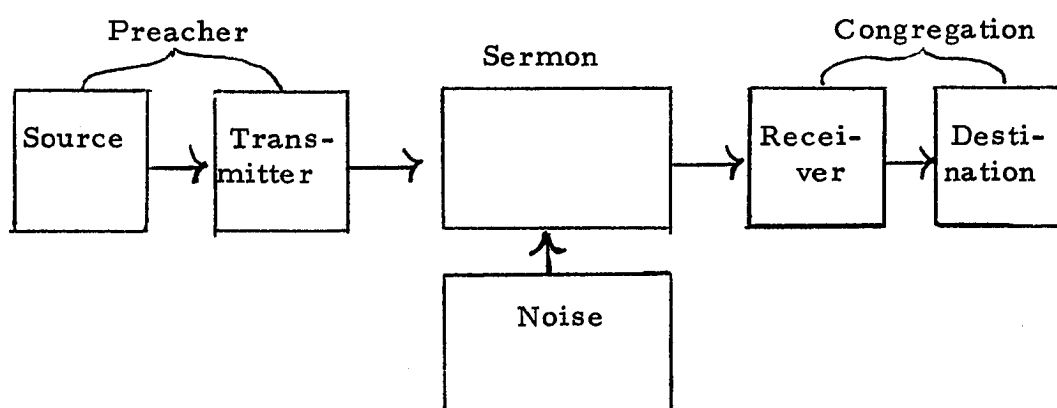 Preacher
Congregation
Sermon
Source
Trans-
mitter
Recei-
ver
Desti-
nation
Noise